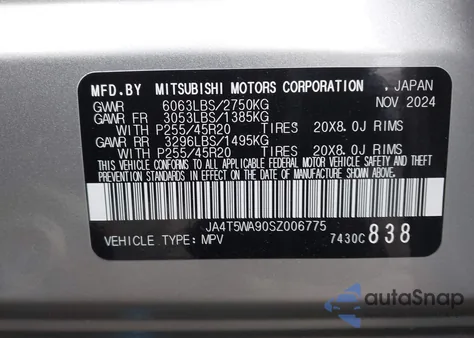 MFD.BY MITSUBISHI MOTORS CORPORATION . JAPAN
GVWR 6063LBS/2750KG NOV 2024
GAWR FR 3053LBS/1385KG
WITH P255/45R20 TIRES: 20X8.0J RIMS
GAWR RR 3296LBS/1495KG
WITH P255/45R20 TIRES: 20X8.0J RIMS
THIS VEHICLE CONFORMS TO ALL APPLICABLE FEDERAL MOTOR VEHICLE SAFETY AND THEFT
PREVENTION STANDARDS IN EFFECT ON THE DATE OF MANUFACTURE SHOWN ABOVE.
JA4T5WA90SZ006775
VEHICLE TYPE: MPV 7430C838
autoSnap